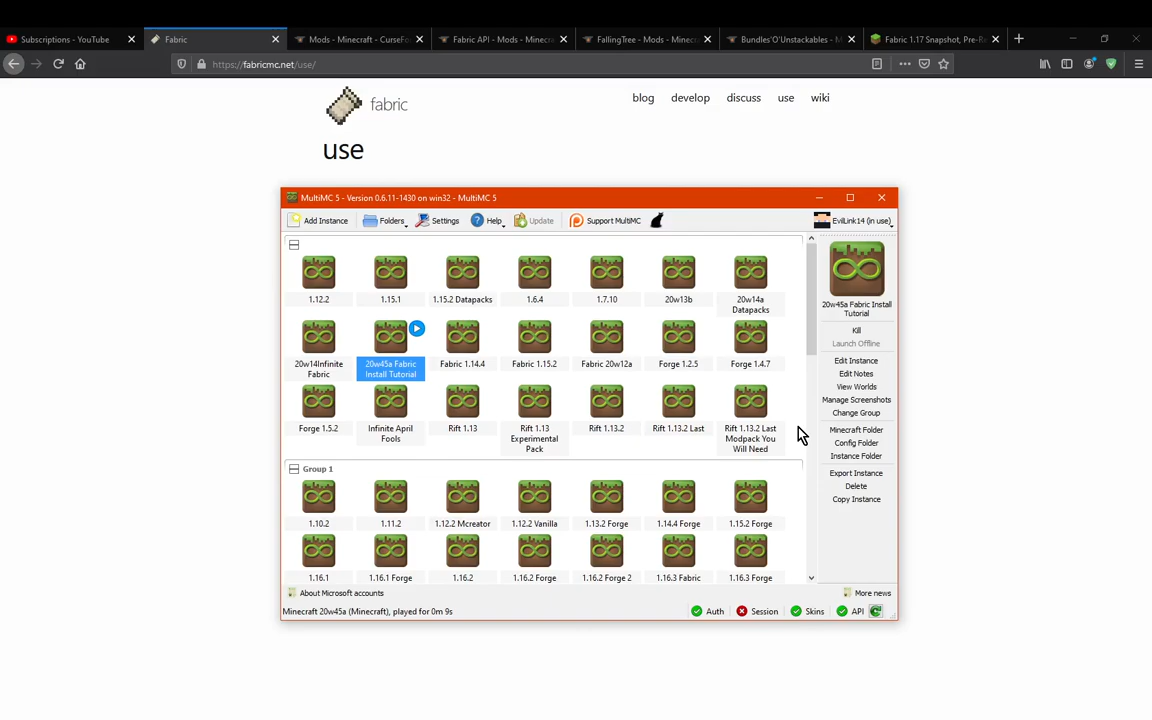 Subscriptions - YouTube
Fabric
Mods - Minecraft - CurseFo
Fabric API - Mods - Minecra
FallingTree - Mods - Minecra
Bundles'O'Unstackables - M
Fabric 1.17 Snapshot, Pre-Re
https://fabricmc.net/use/
fabric
blog develop discuss use wiki
use
MultiMC 5 - Version 0.6.11-1430 on win32 - MultiMC 5
Add Instance Folders Settings Help Update Support MultiMC EvilLink14 (in use)
1.12.2 1.15.1 1.15.2 Datapacks 1.6.4 1.7.10 20w13b 20w14a
Datapacks
20w14Infinite
Fabric
20w45a Fabric
Install Tutorial
Fabric 1.14.4
Fabric 1.15.2
Fabric 20w12a
Forge 1.2.5
Forge 1.4.7
Forge 1.5.2
Infinite April
Fools
Rift 1.13
Rift 1.13
Experimental
Pack
Rift 1.13.2
Rift 1.13.2 Last
Rift 1.13.2 Last
Modpack You
Will Need
Group 1
1.10.2 1.11.2 1.12.2 Mcreator 1.12.2 Vanilla 1.13.2 Forge 1.14.4 Forge 1.15.2 Forge
1.16.1 1.16.1 Forge 1.16.2 1.16.2 Forge 1.16.2 Forge 2 1.16.3 Fabric 1.16.3 Forge
20w45a Fabric Install
Tutorial
Kill
Launch Offline
Edit Instance
Edit Notes
View Worlds
Manage Screenshots
Change Group
Minecraft Folder
Config Folder
Instance Folder
Export Instance
Delete
Copy Instance
About Microsoft accounts
More news
Minecraft 20w45a (Minecraft), played for 0m 9s
Auth Session Skins API